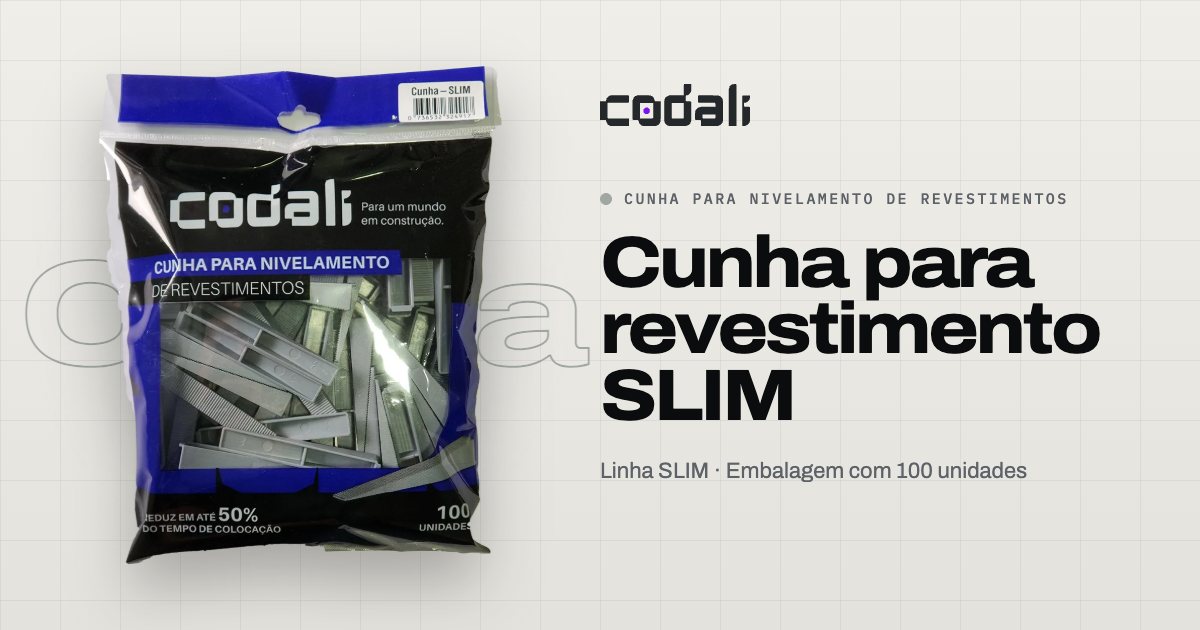 Cunha – SLIM
codali
Para um mundo
em construção.
CUNHA PARA NIVELAMENTO
DE REVESTIMENTOS
REDUZ EM ATÉ 50%
DO TEMPO DE COLOCAÇÃO
100
UNIDADES
codali
CUNHA PARA NIVELAMENTO DE REVESTIMENTOS
Cunha para
revestimento
SLIM
Linha SLIM · Embalagem com 100 unidades